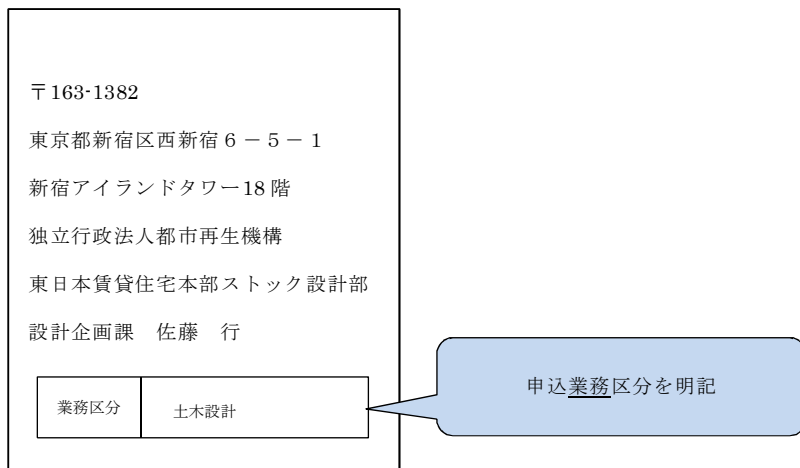 〒163-1382
東京都新宿区西新宿６－５－１
新宿アイランドタワー18 階
独立行政法人都市再生機構
東日本賃貸住宅本部ストック設計部
設計企画課　佐藤　行
業務区分　土木設計
申込業務区分を明記